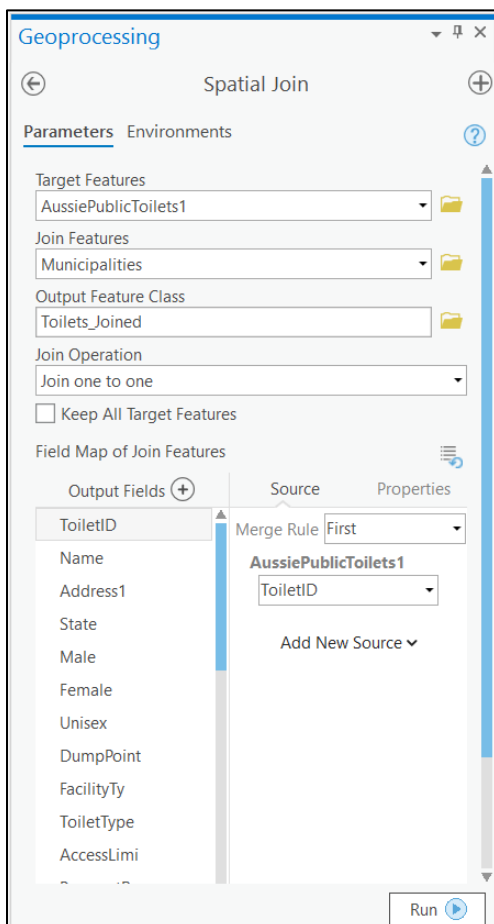 Geoprocessing
Spatial Join
Parameters Environments
Target Features
AussiePublicToilets1
Join Features
Municipalities
Output Feature Class
Toilets_Joined
Join Operation
Join one to one
Keep All Target Features
Field Map of Join Features
Output Fields
Source Properties
ToiletID
Name
Address1
State
Male
Female
Unisex
DumpPoint
FacilityTy
ToiletType
AccessLimi
Merge Rule First
AussiePublicToilets1
ToiletID
Add New Source
Run